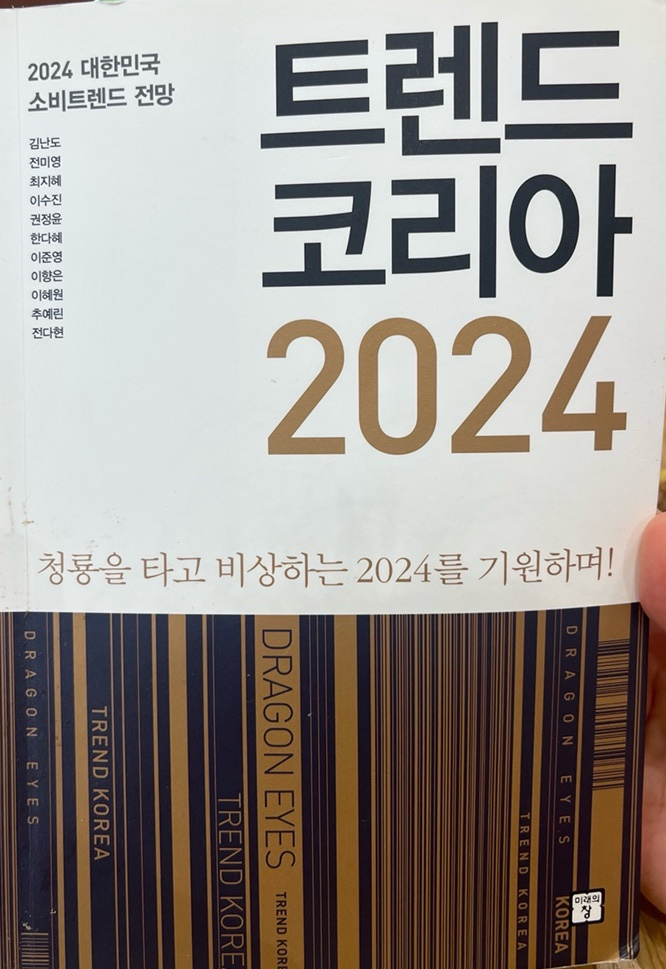 2024 대한민국
소비트렌드 전망
김난도
전미영
최지혜
이수진
권정윤
한다혜
이준영
이향은
이혜원
추예린
전다현
트렌드
코리아
2024
청룡을 타고 비상하는 2024를 기원하며!
DRAGON EYES
TREND KOREA
TREND KORE
DRAGON EYES
TREND KOR
TREND KOREA
DRAGON EYES
KOREA
미래의
창